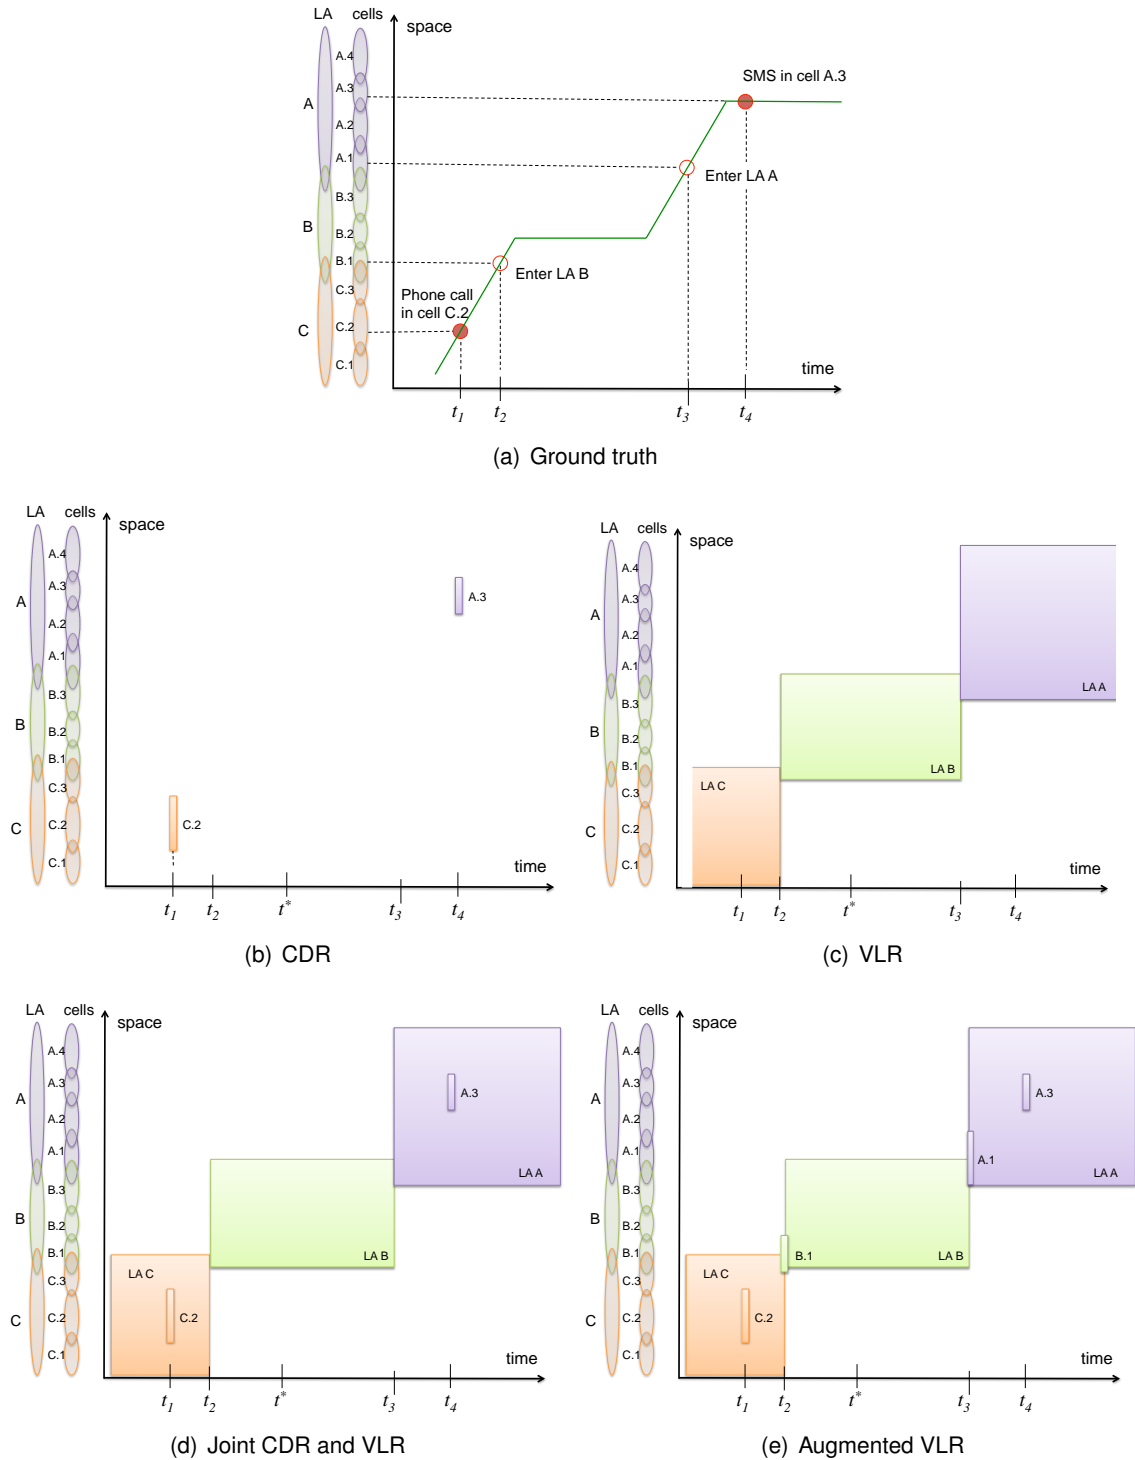 LA cells
space
A.4
SMS in cell A.3
A.3
A
A.2
A.1
Enter LA A
B.3
B
B.2
B.1
Enter LA B
C.3
Phone call
in cell C.2
C
C.2
C.1
time
t1 t2 t3 t4
(a) Ground truth
LA cells
space
A.4
A.3
A.3
A
A.2
A.1
B.3
B
B.2
B.1
C.3
C
C.2
C.2
C.1
time
t1 t2 t* t3 t4
(b) CDR
LA cells
space
A.4
A.3
A
A.2
A.1
LA A
B.3
B
B.2
B.1
LA B
LA C
C.3
C
C.2
C.1
time
t1 t2 t* t3 t4
(c) VLR
LA cells
space
A.4
A.3
A.3
A
A.2
A.1
LA A
B.3
B
B.2
B.1
LA B
LA C
C.3
C
C.2
C.2
C.1
time
t1 t2 t* t3 t4
(d) Joint CDR and VLR
LA cells
space
A.4
A.3
A.3
A
A.2
A.1
A.1
LA A
B.3
B
B.2
B.1
B.1
LA B
LA C
C.3
C
C.2
C.2
C.1
time
t1 t2 t* t3 t4
(e) Augmented VLR